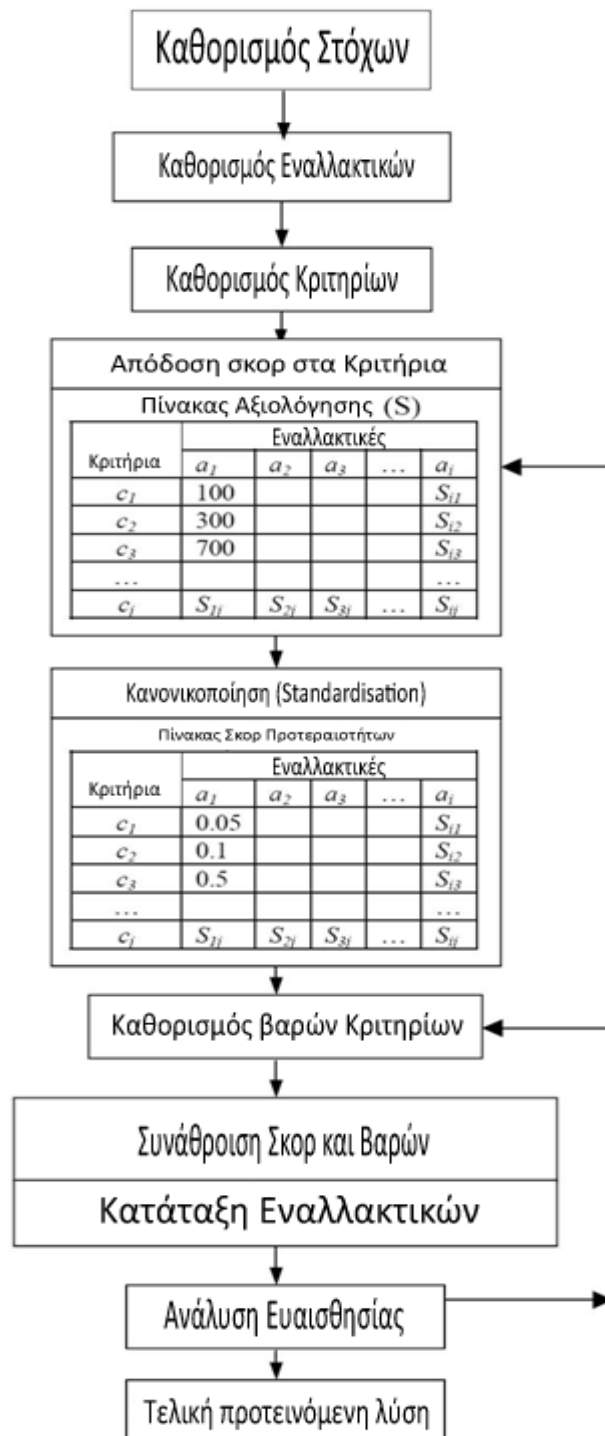 Καθορισμός Στόχων
Καθορισμός Εναλλακτικών
Καθορισμός Κριτηρίων
Απόδοση σκορ στα Κριτήρια
Πίνακας Αξιολόγησης (S)
Κριτήρια Εναλλακτικές
a1 a2 a3 ... ai
c1 100 Si1
c2 300 Si2
c3 700 Si3
... ...
cj S1j S2j S3j ... Sij
Κανονικοποίηση (Standardisation)
Πίνακας Σκορ Προτεραιοτήτων
Κριτήρια Εναλλακτικές
a1 a2 a3 ... ai
c1 0.05 Si1
c2 0.1 Si2
c3 0.5 Si3
... ...
cj S1j S2j S3j ... Sij
Καθορισμός βαρών Κριτηρίων
Συνάθροιση Σκορ και Βαρών
Κατάταξη Εναλλακτικών
Ανάλυση Ευαισθησίας
Τελική προτεινόμενη λύση